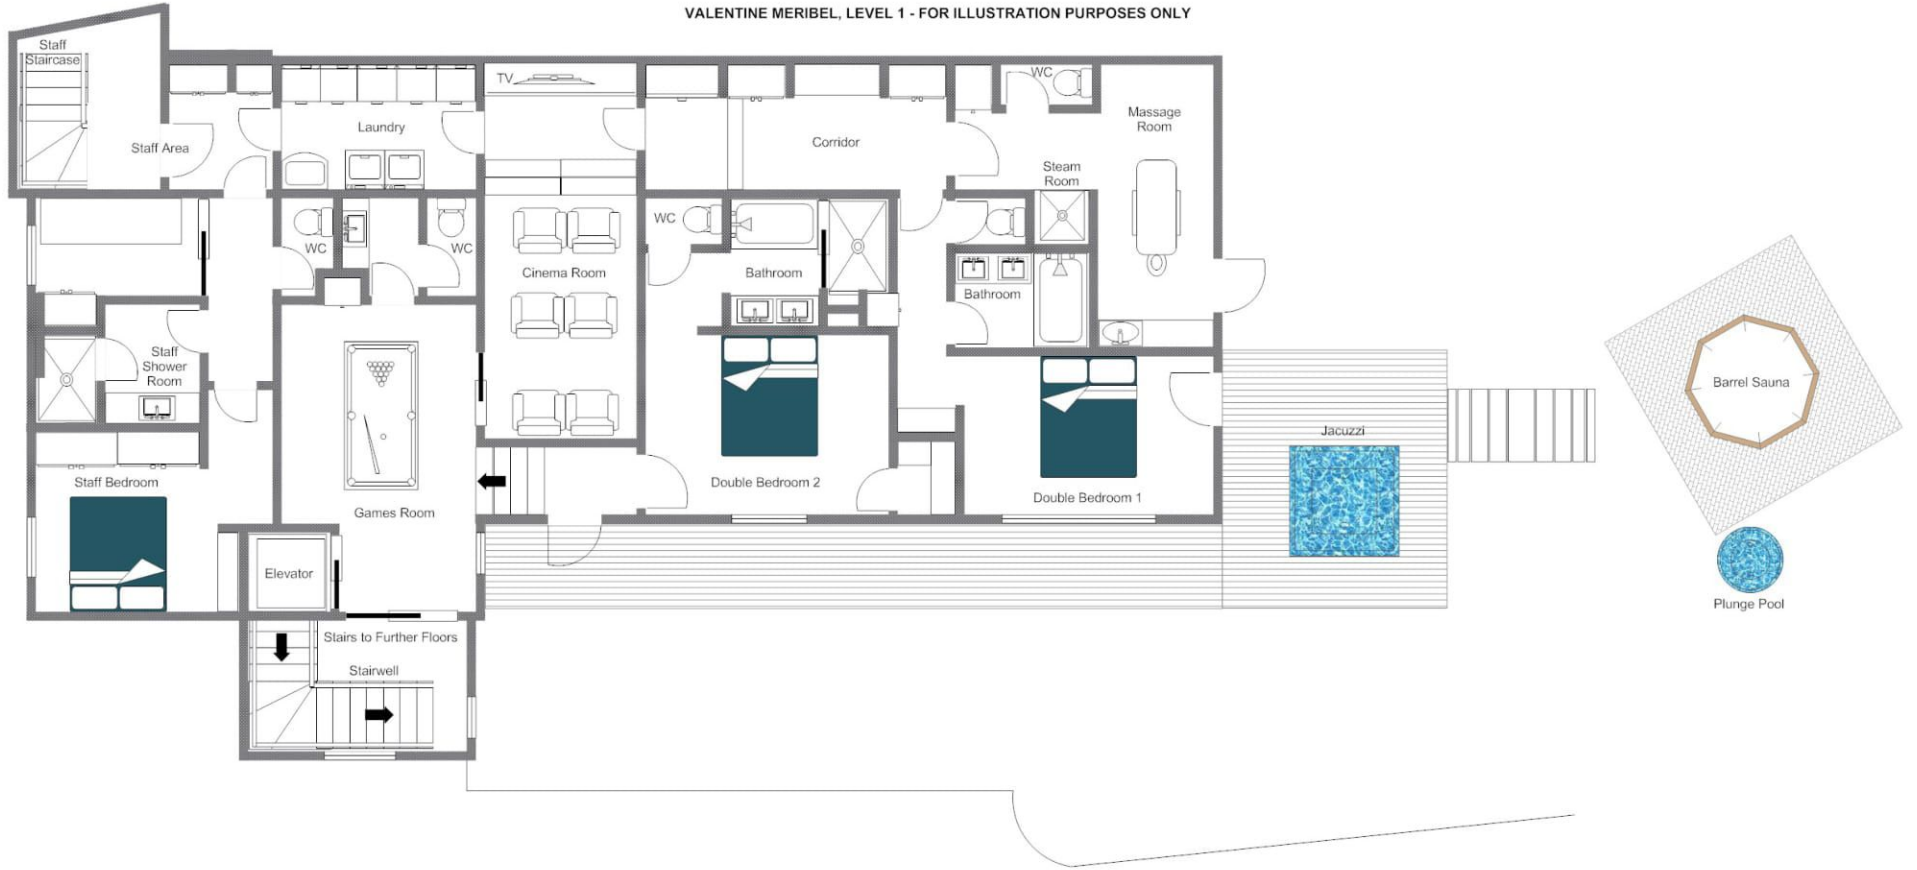 VALENTINE MERIBEL, LEVEL 1 - FOR ILLUSTRATION PURPOSES ONLY
Staff
Staircase
TV
WC
Laundry
Massage
Room
Staff Area
Corridor
Steam
Room
WC
WC
WC
Cinema Room
Bathroom
Bathroom
Staff
Shower
Room
Barrel Sauna
Jacuzzi
Staff Bedroom
Double Bedroom 2
Double Bedroom 1
Games Room
Elevator
Plunge Pool
Stairs to Further Floors
Stairwell